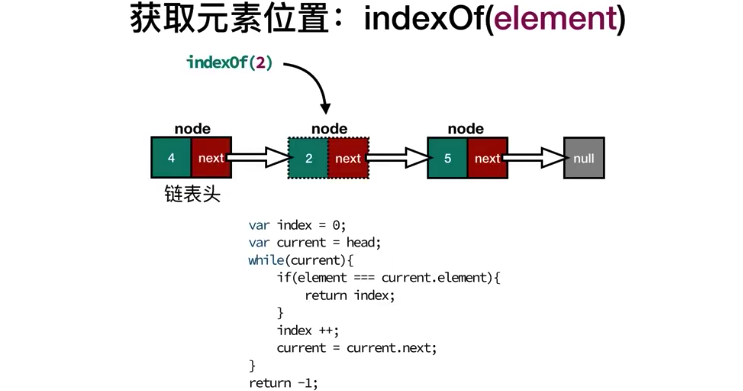 获取元素位置：indexOf(element)
indexOf(2)
node node node
4 next 2 next 5 next null
链表头
var index = 0;
var current = head;
while(current){
    if(element === current.element){
        return index;
    }
    index ++;
    current = current.next;
}
return -1;